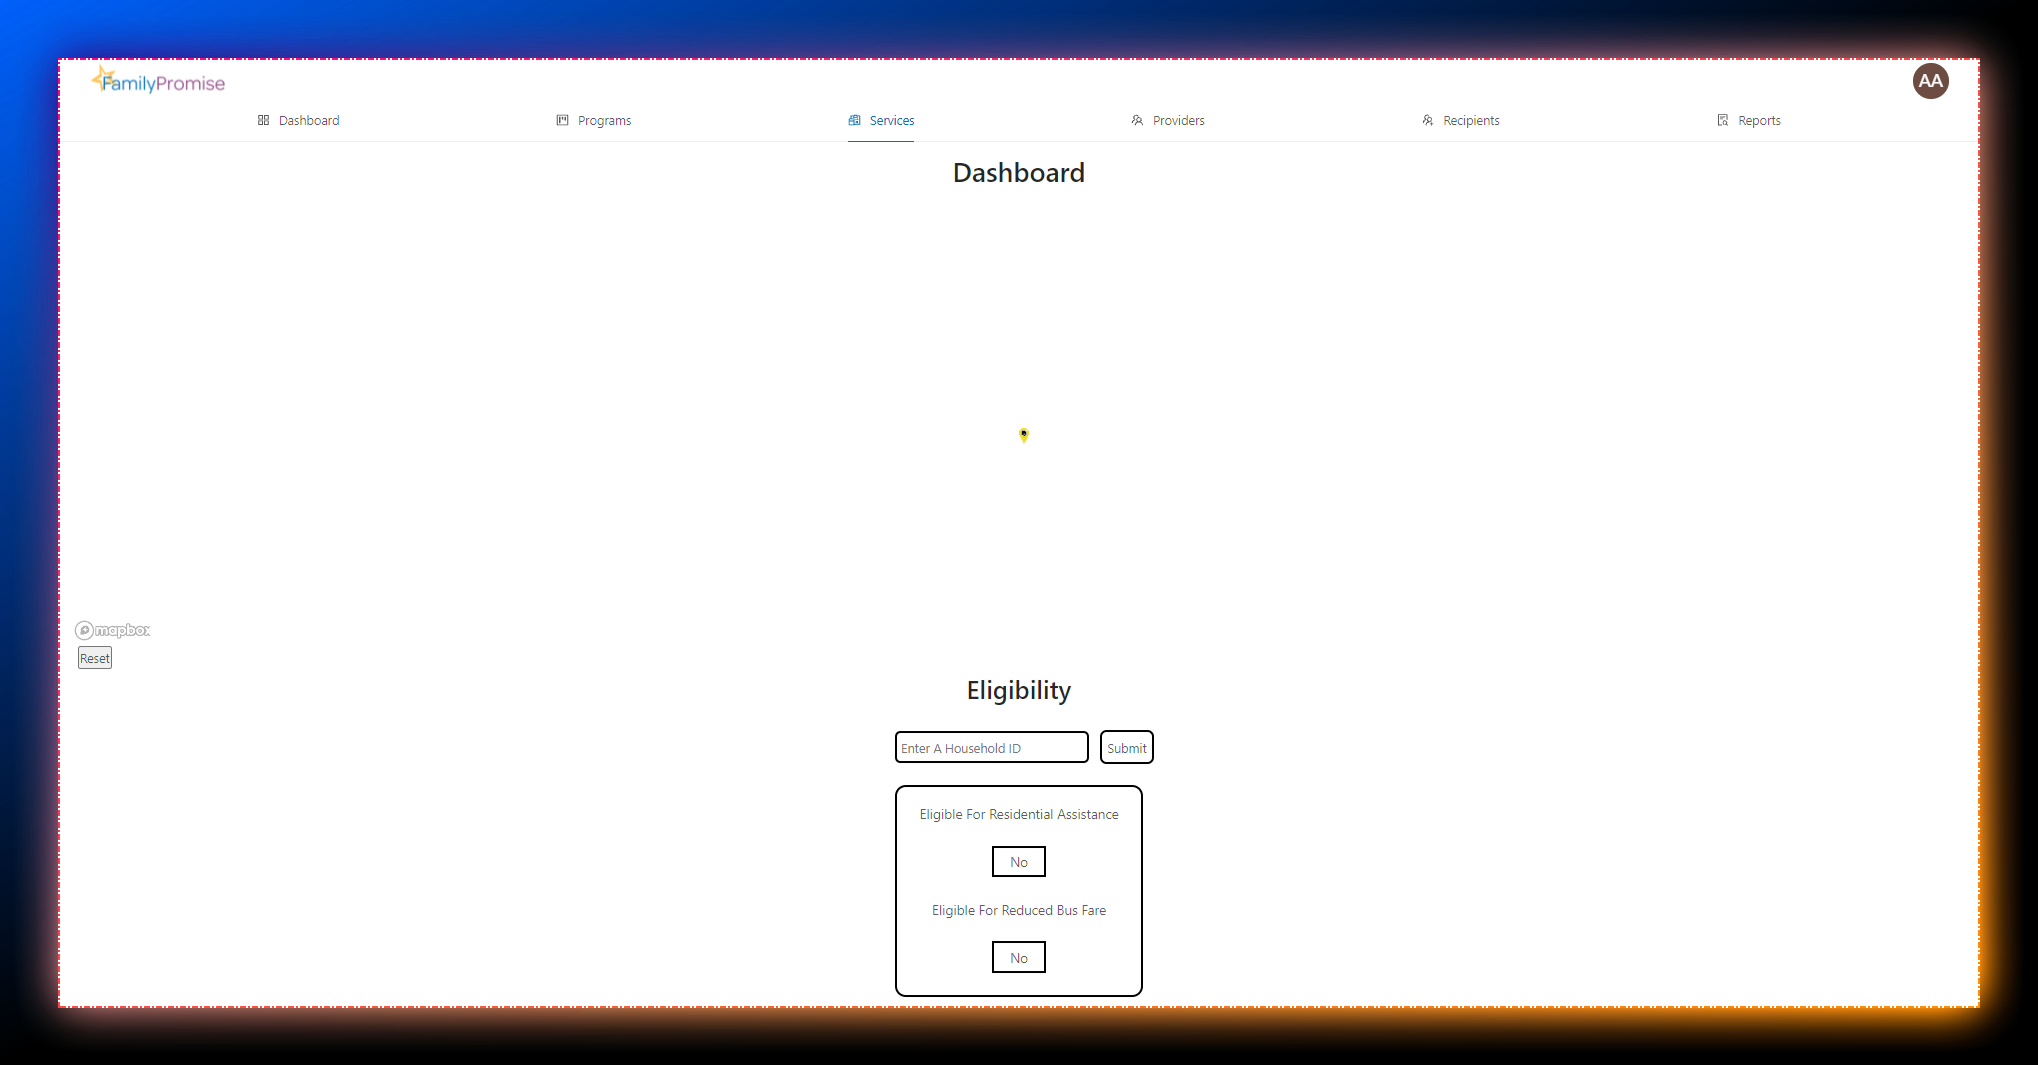 FamilyPromise
AA
Dashboard
Programs
Services
Providers
Recipients
Reports
Dashboard
mapbox
Reset
Eligibility
Enter A Household ID
Submit
Eligible For Residential Assistance
No
Eligible For Reduced Bus Fare
No